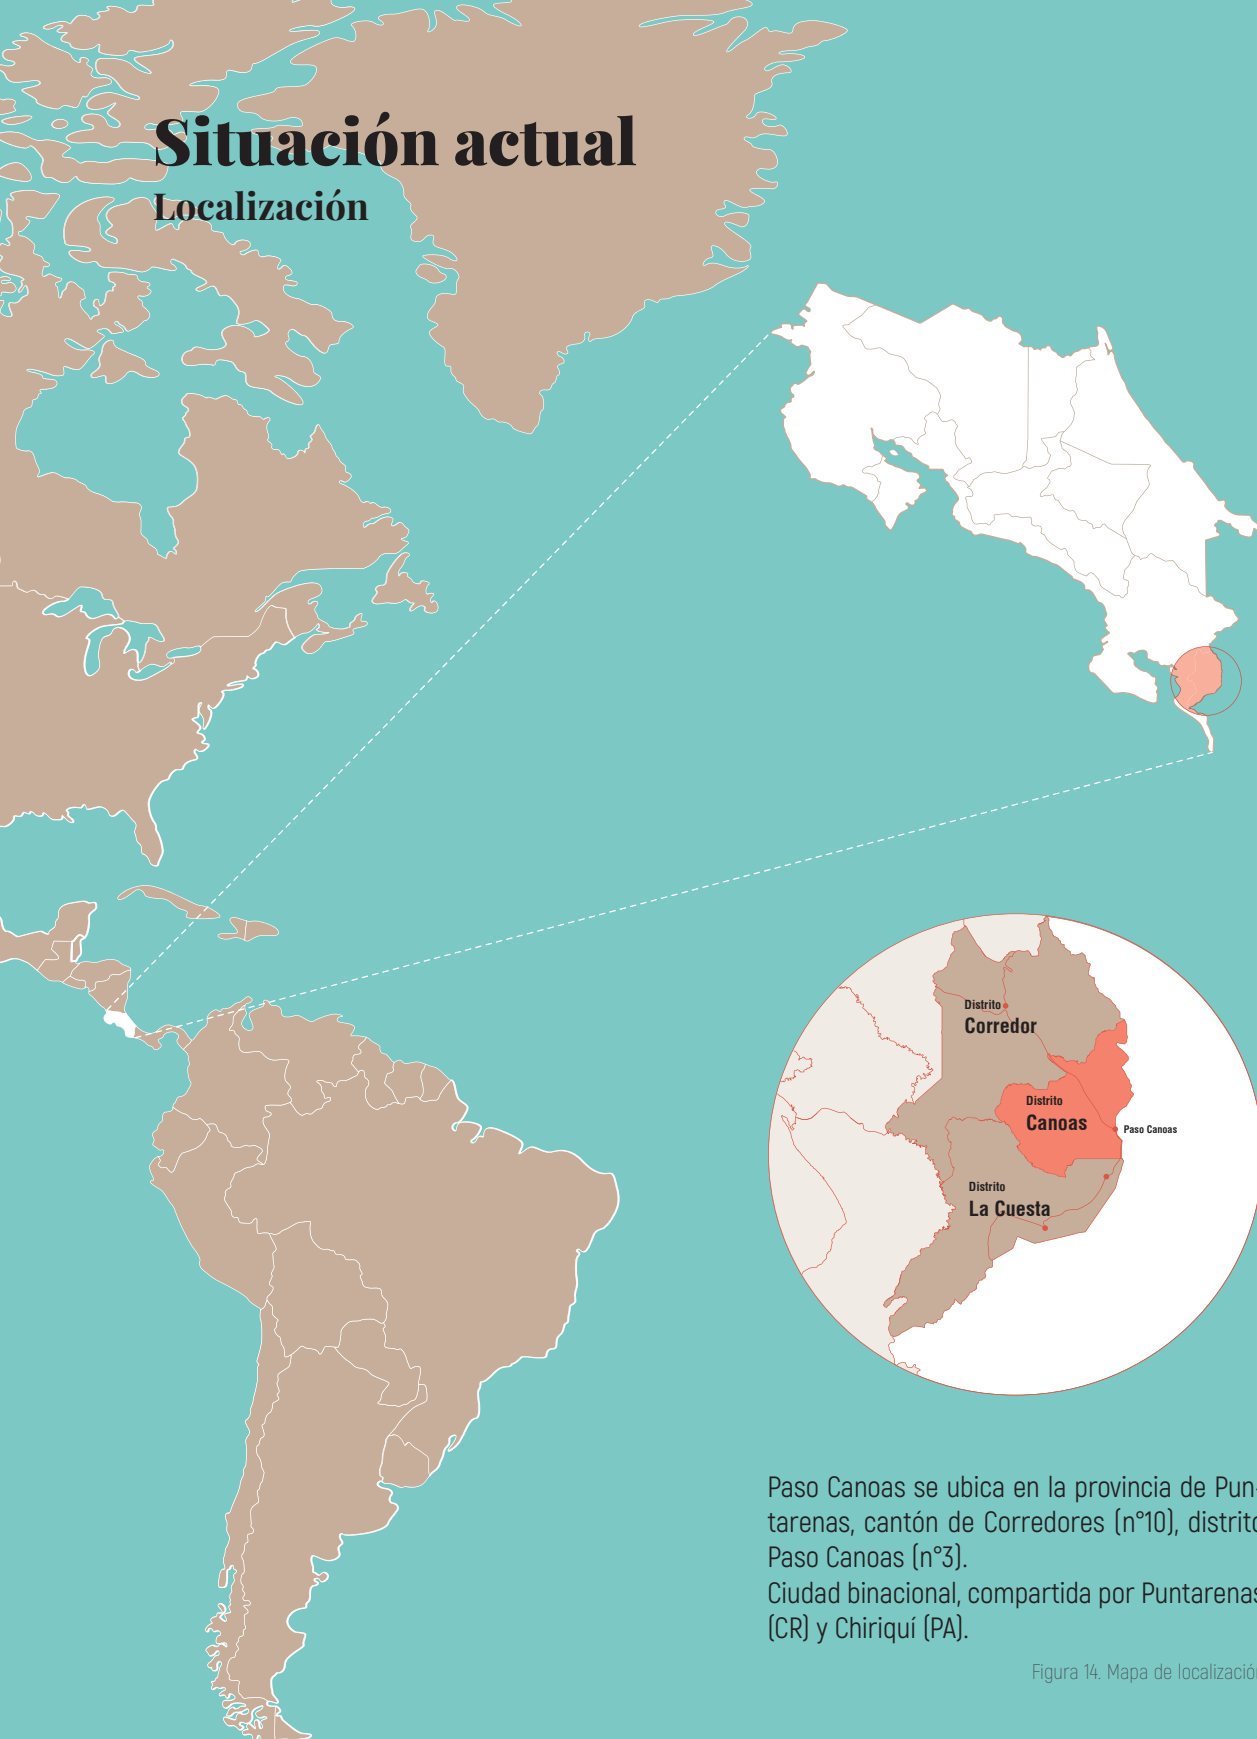 Situación actual
Localización
Distrito
Corredor
Distrito
Canoas
Paso Canoas
Distrito
La Cuesta
Paso Canoas se ubica en la provincia de Pun-
tarenas, cantón de Corredores (n°10), distrito
Paso Canoas (n°3).
Ciudad binacional, compartida por Puntarenas
(CR) y Chiriquí (PA).
Figura 14. Mapa de localización